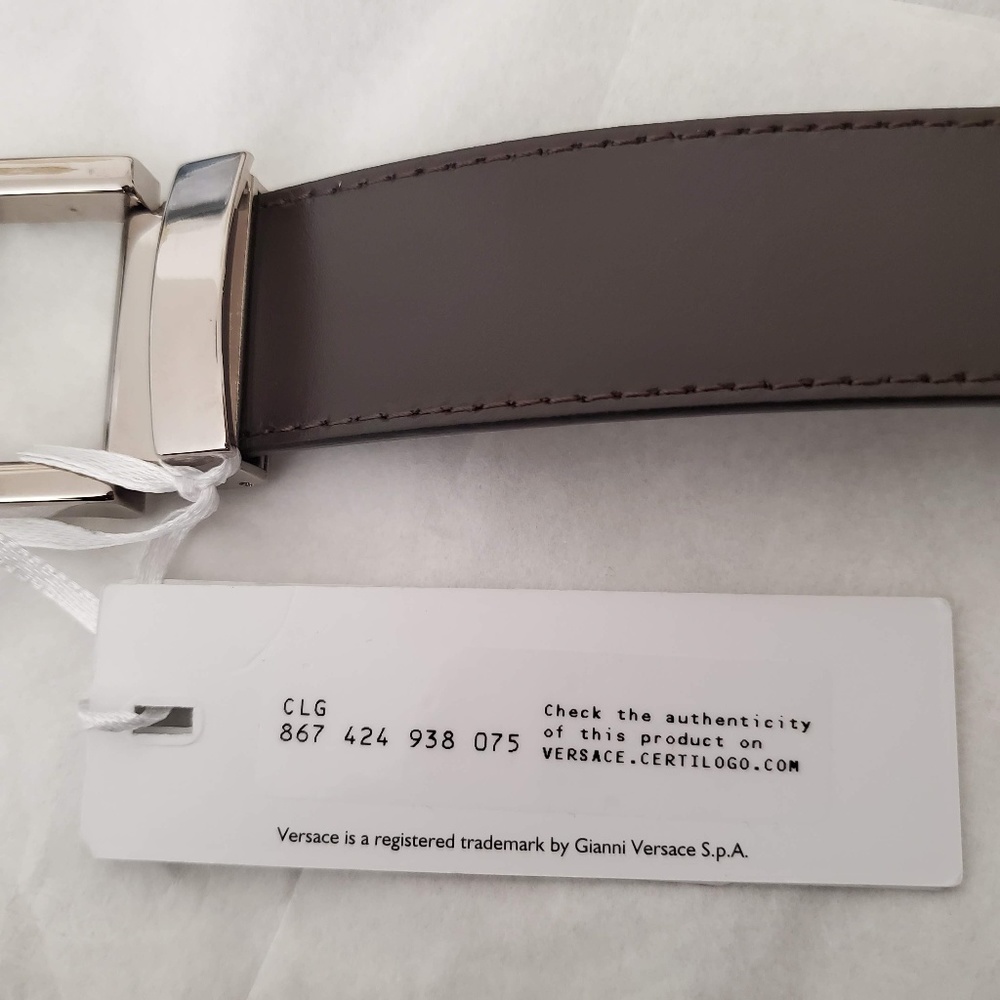 CLG
867 424 938 075
Check the authenticity
of this product on
VERSACE.CERTILOGO.COM
Versace is a registered trademark by Gianni Versace S.p.A.